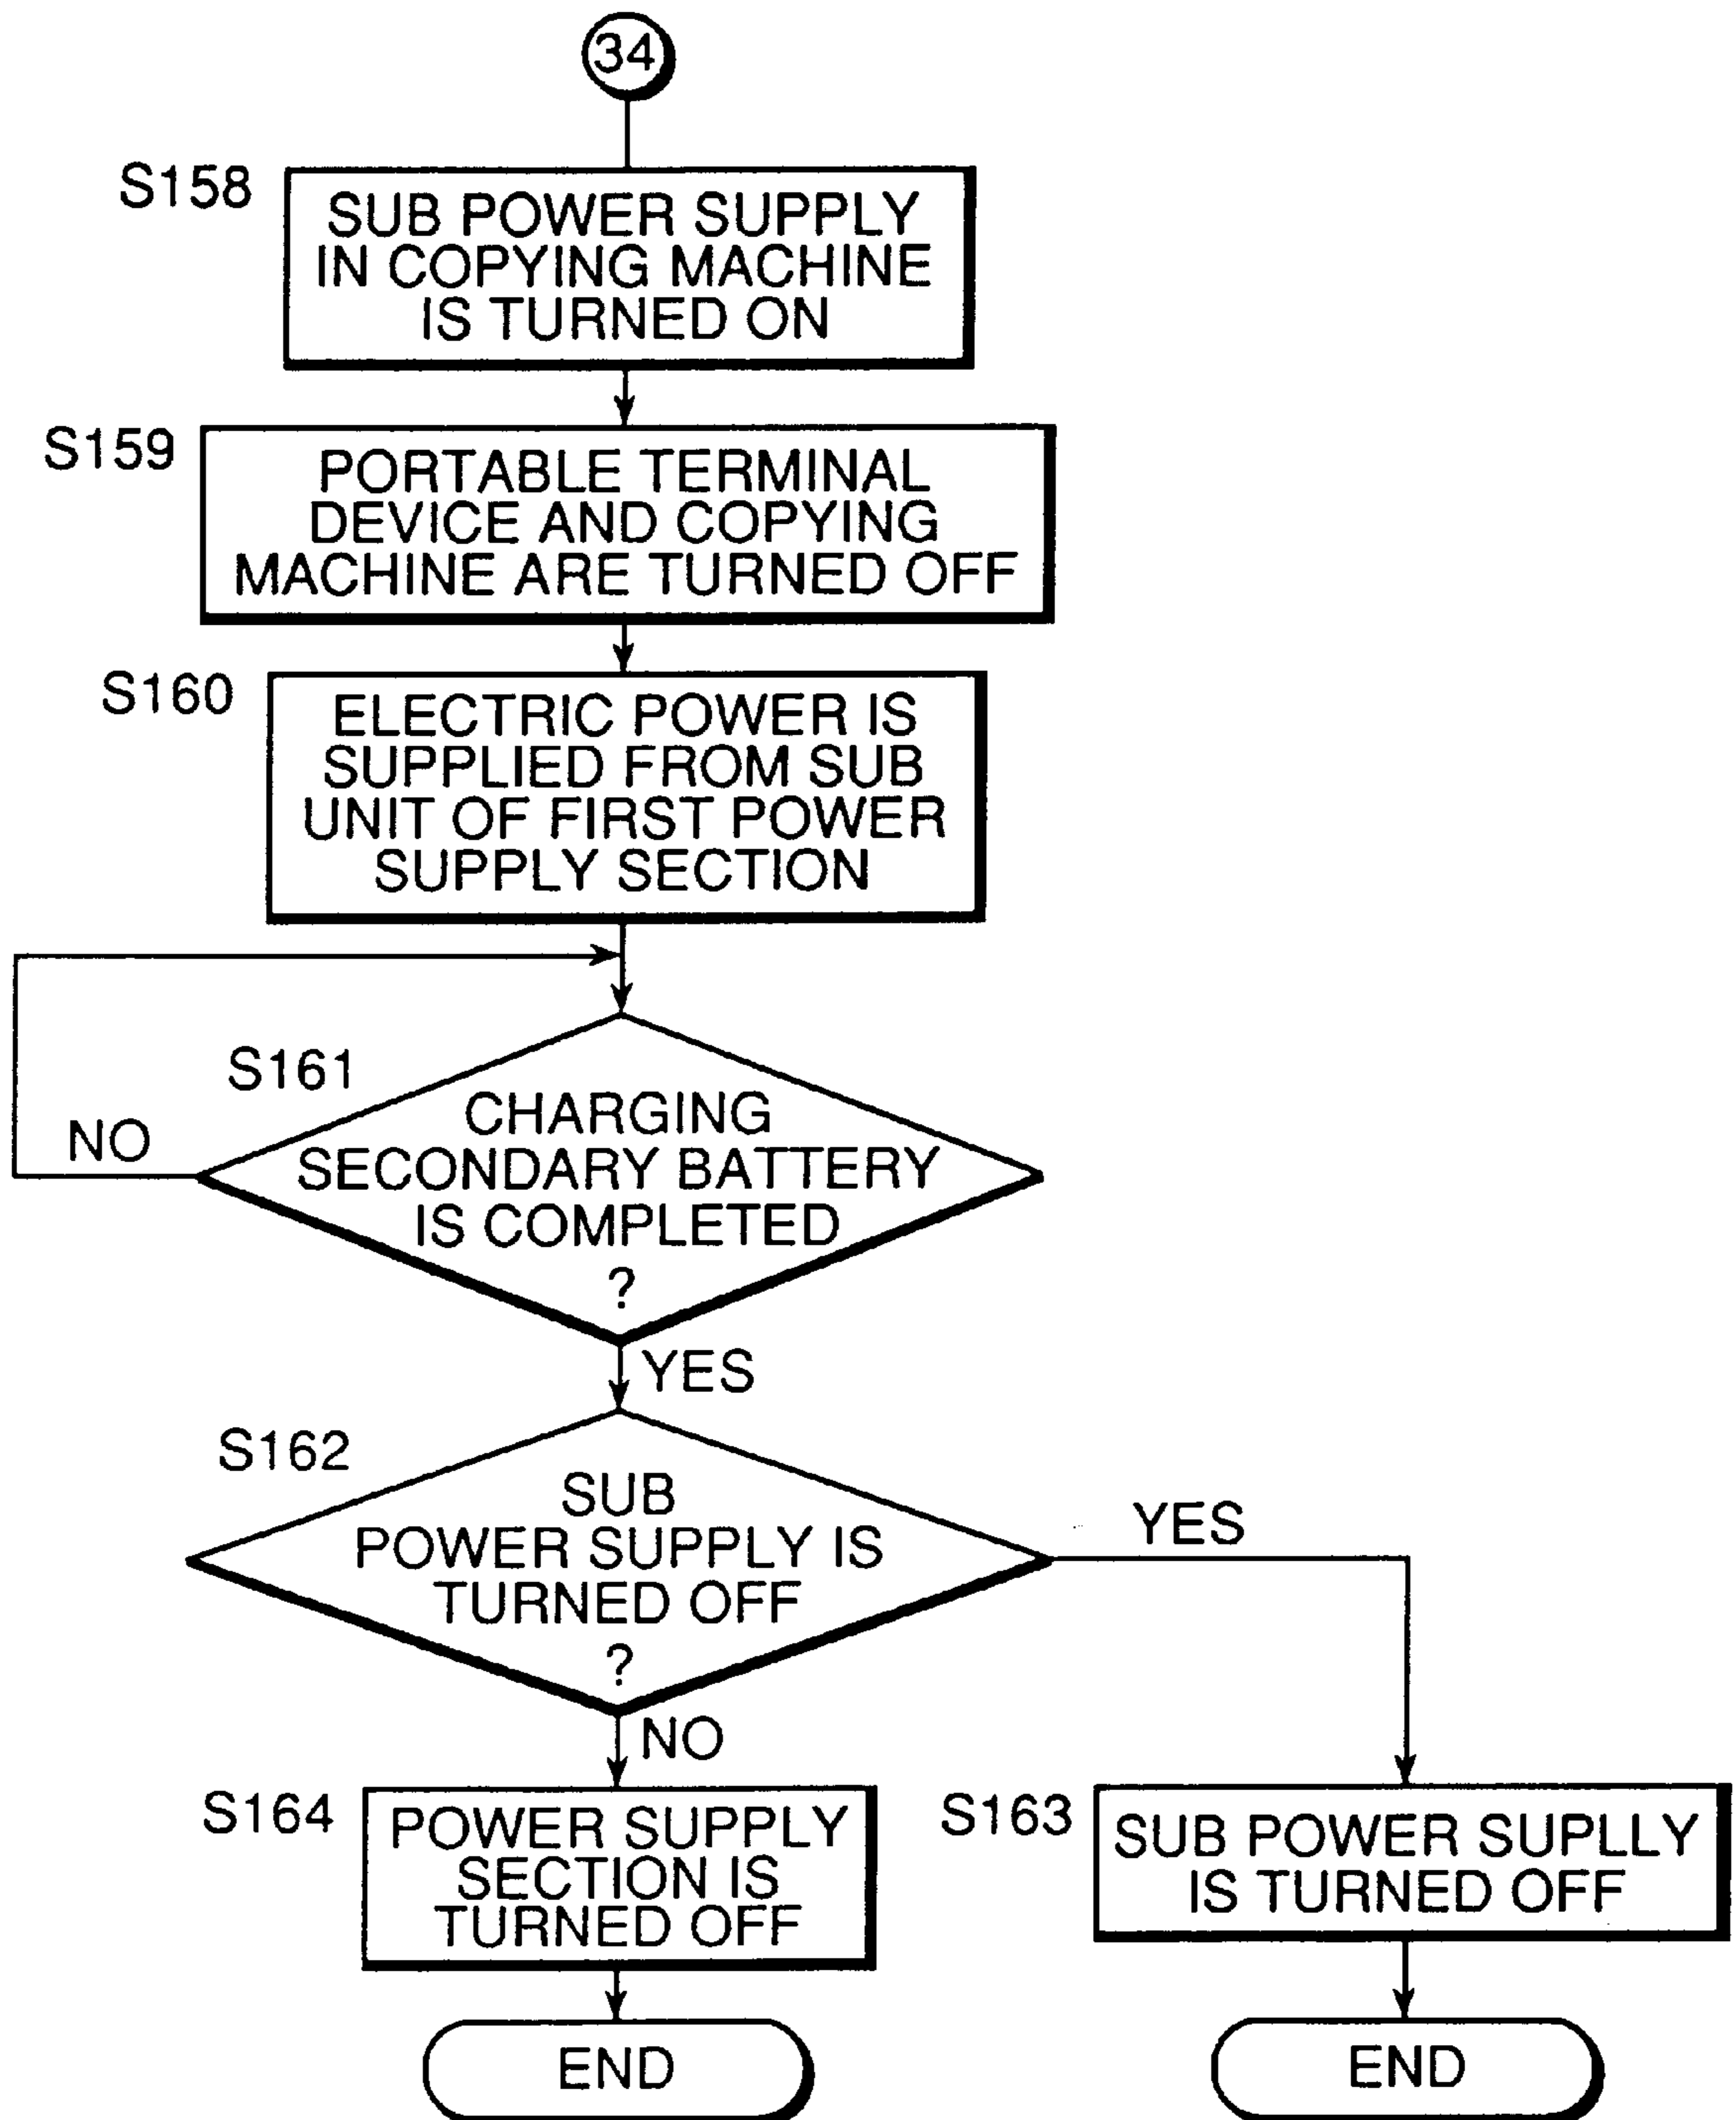 34
S158
SUB POWER SUPPLY
IN COPYING MACHINE
IS TURNED ON
S159
PORTABLE TERMINAL
DEVICE AND COPYING
MACHINE ARE TURNED OFF
S160
ELECTRIC POWER IS
SUPPLIED FROM SUB
UNIT OF FIRST POWER
SUPPLY SECTION
S161
CHARGING
SECONDARY BATTERY
IS COMPLETED
?
NO
YES
S162
SUB
POWER SUPPLY IS
TURNED OFF
?
YES
NO
S164
POWER SUPPLY
SECTION IS
TURNED OFF
S163
SUB POWER SUPLLY
IS TURNED OFF
END
END